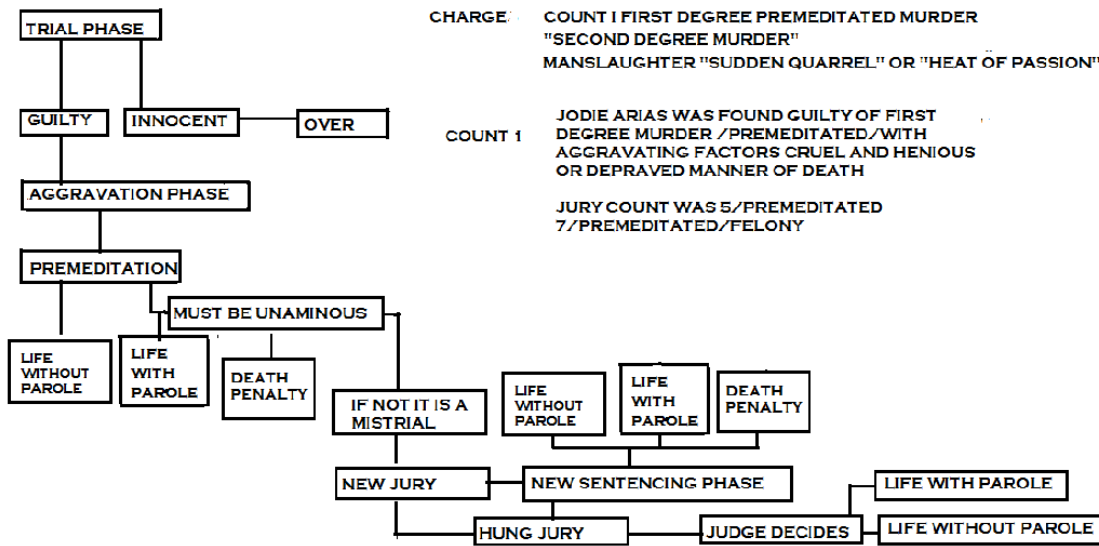 TRIAL PHASE
CHARGE: COUNT I FIRST DEGREE PREMEDITATED MURDER
"SECOND DEGREE MURDER"
MANSLAUGHTER "SUDDEN QUARREL" OR "HEAT OF PASSION"
GUILTY
INNOCENT
OVER
COUNT 1
JODIE ARIAS WAS FOUND GUILTY OF FIRST
DEGREE MURDER /PREMEDITATED/WITH
AGGRAVATING FACTORS CRUEL AND HENIOUS
OR DEPRAVED MANNER OF DEATH
JURY COUNT WAS 5/PREMEDITATED
7/PREMEDITATED/FELONY
AGGRAVATION PHASE
PREMEDITATION
MUST BE UNAMINOUS
LIFE
WITHOUT
PAROLE
LIFE
WITH
PAROLE
DEATH
PENALTY
IF NOT IT IS A
MISTRIAL
LIFE
WITHOUT
PAROLE
LIFE
WITH
PAROLE
DEATH
PENALTY
NEW JURY
NEW SENTENCING PHASE
HUNG JURY
JUDGE DECIDES
LIFE WITH PAROLE
LIFE WITHOUT PAROLE